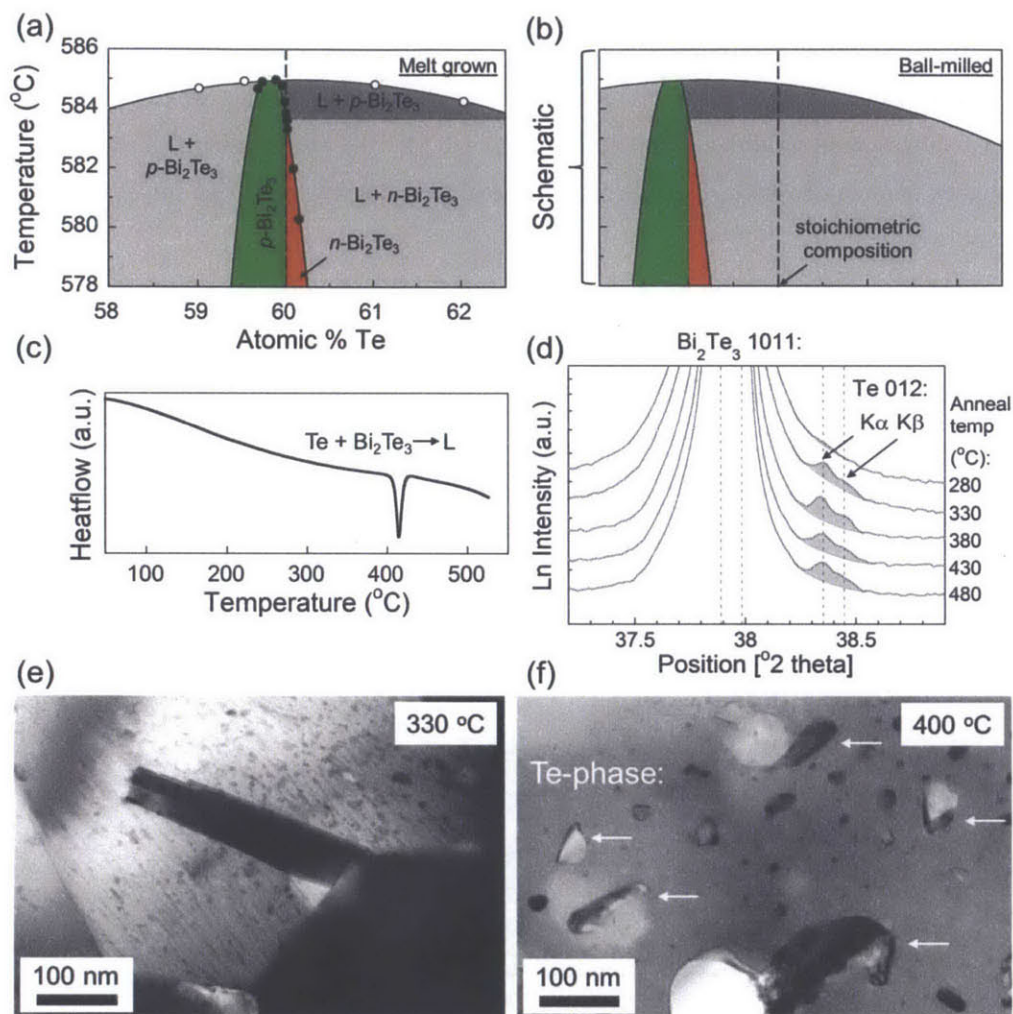 (a)
586
584
582
580
578
Temperature (°C)
Melt grown
L + p-Bi₂Te₃
L +
p-Bi₂Te₃
p-Bi₂Te₃
L + n-Bi₂Te₃
n-Bi₂Te₃
58
59
60
61
62
Atomic % Te
(b)
Schematic
Ball-milled
stoichiometric
composition
(c)
Heatflow (a.u.)
Te + Bi₂Te₃→L
100
200
300
400
500
Temperature (°C)
(d)
Bi₂Te₃ 1011:
Ln Intensity (a.u.)
Te 012:
Kα Kβ
Anneal
temp
(°C):
280
330
380
430
480
37.5
38
38.5
Position [°2 theta]
(e)
330 °C
100 nm
(f)
400 °C
Te-phase:
100 nm